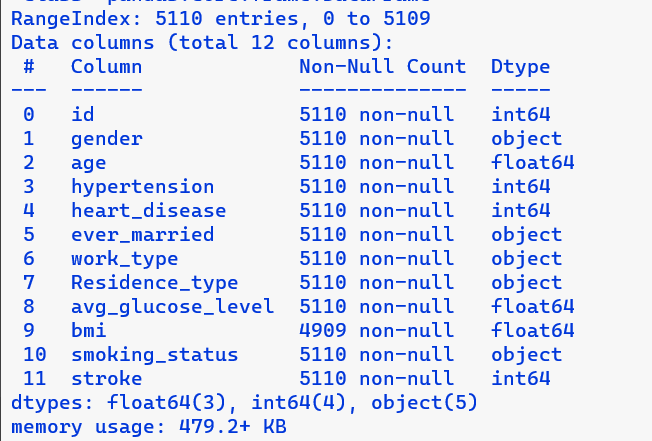 RangeIndex: 5110 entries, 0 to 5109
Data columns (total 12 columns):
 #   Column             Non-Null Count  Dtype
---  ------             --------------  -----
 0   id                 5110 non-null   int64
 1   gender             5110 non-null   object
 2   age                5110 non-null   float64
 3   hypertension       5110 non-null   int64
 4   heart_disease      5110 non-null   int64
 5   ever_married       5110 non-null   object
 6   work_type          5110 non-null   object
 7   Residence_type     5110 non-null   object
 8   avg_glucose_level  5110 non-null   float64
 9   bmi                4909 non-null   float64
 10  smoking_status     5110 non-null   object
 11  stroke             5110 non-null   int64
dtypes: float64(3), int64(4), object(5)
memory usage: 479.2+ KB